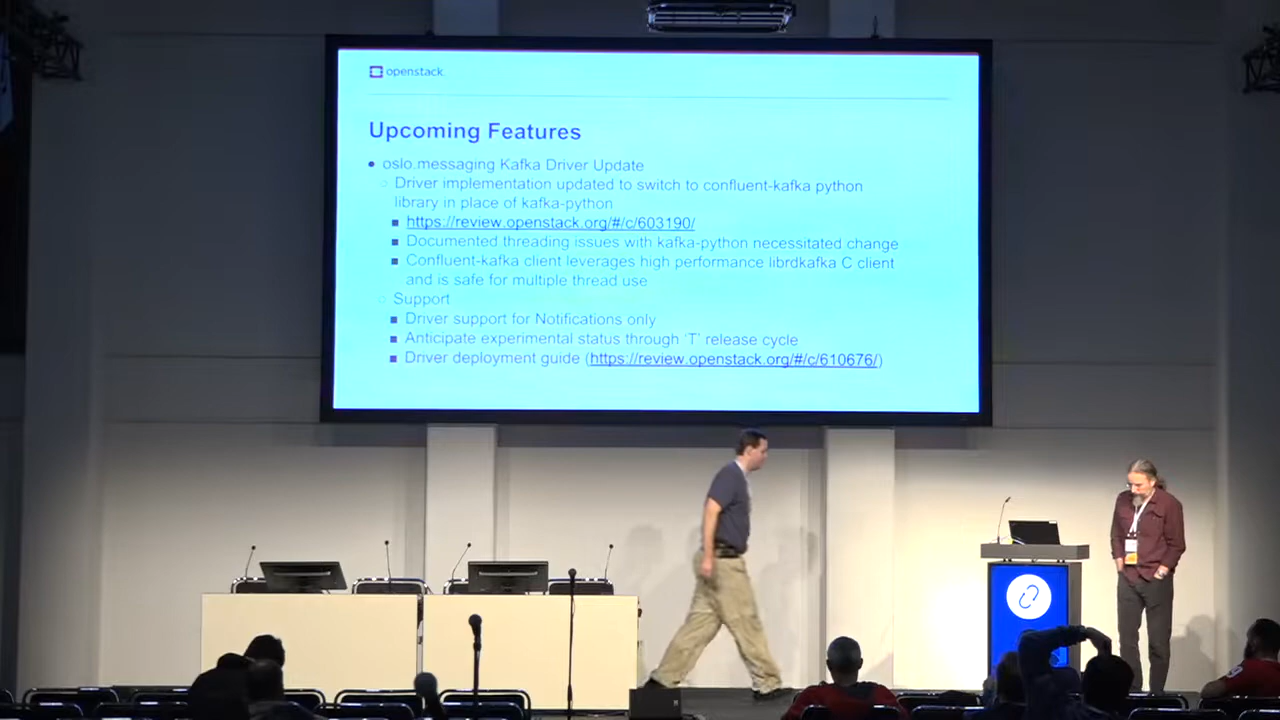 openstack.
Upcoming Features
oslo.messaging Kafka Driver Update
Driver implementation updated to switch to confluent-kafka python
library in place of kafka-python
https://review.openstack.org/#/c/603190/
Documented threading issues with kafka-python necessitated change
Confluent-kafka client leverages high performance librdkafka C client
and is safe for multiple thread use
Support
Driver support for Notifications only
Anticipate experimental status through ‘T’ release cycle
Driver deployment guide (https://review.openstack.org/#/c/610676/)